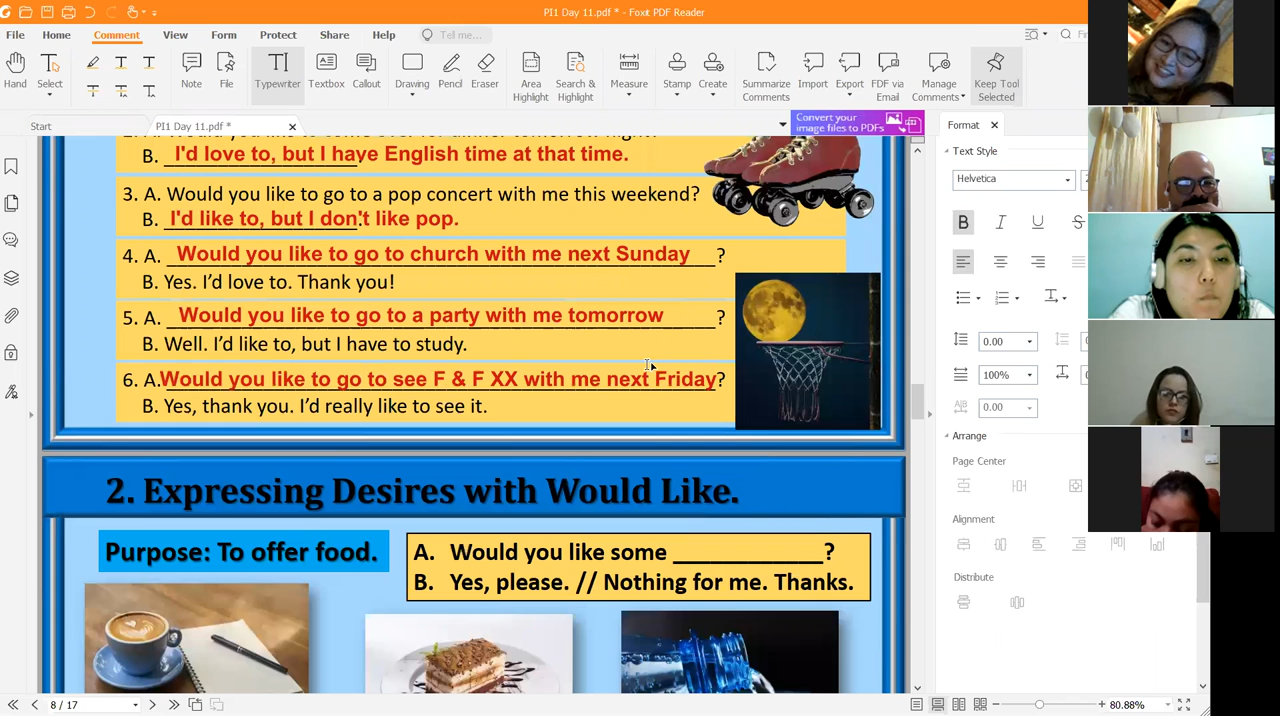 PI1 Day 11.pdf * - Foxit PDF Reader
File Home Comment View Form Protect Share Help Tell me...
Hand Select Note File Typewriter Textbox Callout Drawing Pencil Eraser Area Highlight Search & Highlight Measure Stamp Create Summarize Comments Import Export FDF via Email Manage Comments Keep Tool Selected
Start PI1 Day 11.pdf * Convert your image files to PDFs
B. I'd love to, but I have English time at that time.
3. A. Would you like to go to a pop concert with me this weekend?
B. I'd like to, but I don't like pop.
4. A. Would you like to go to church with me next Sunday ?
B. Yes. I'd love to. Thank you!
5. A. Would you like to go to a party with me tomorrow ?
B. Well. I'd like to, but I have to study.
6. A. Would you like to go to see F & F XX with me next Friday?
B. Yes, thank you. I'd really like to see it.
2. Expressing Desires with Would Like.
Purpose: To offer food.
A. Would you like some ____________?
B. Yes, please. // Nothing for me. Thanks.
Format
Text Style
Helvetica
B I U S
0.00
100%
0.00
Arrange
Page Center
Alignment
Distribute
8 / 17
80.88%